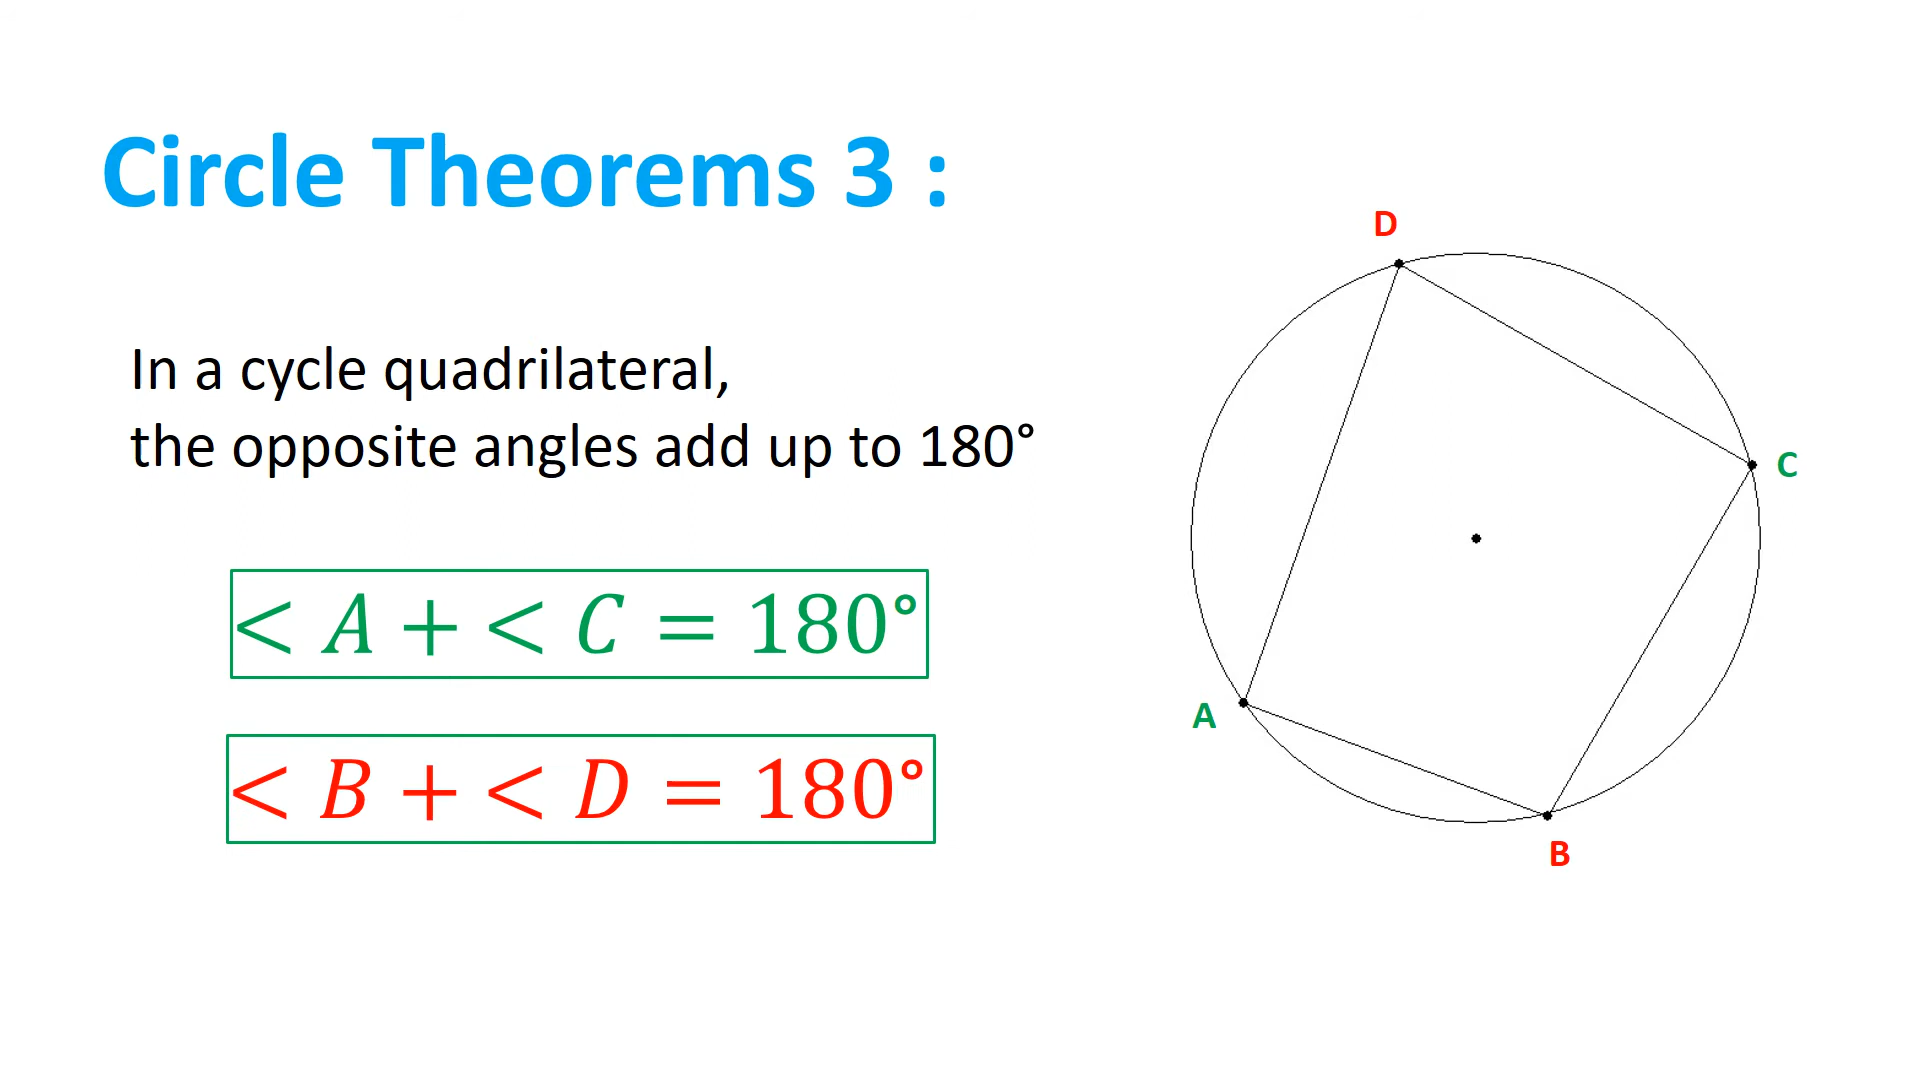 Circle Theorems 3 :
In a cycle quadrilateral,
the opposite angles add up to 180°
< A + < C = 180°
< B + < D = 180°
D
C
A
B